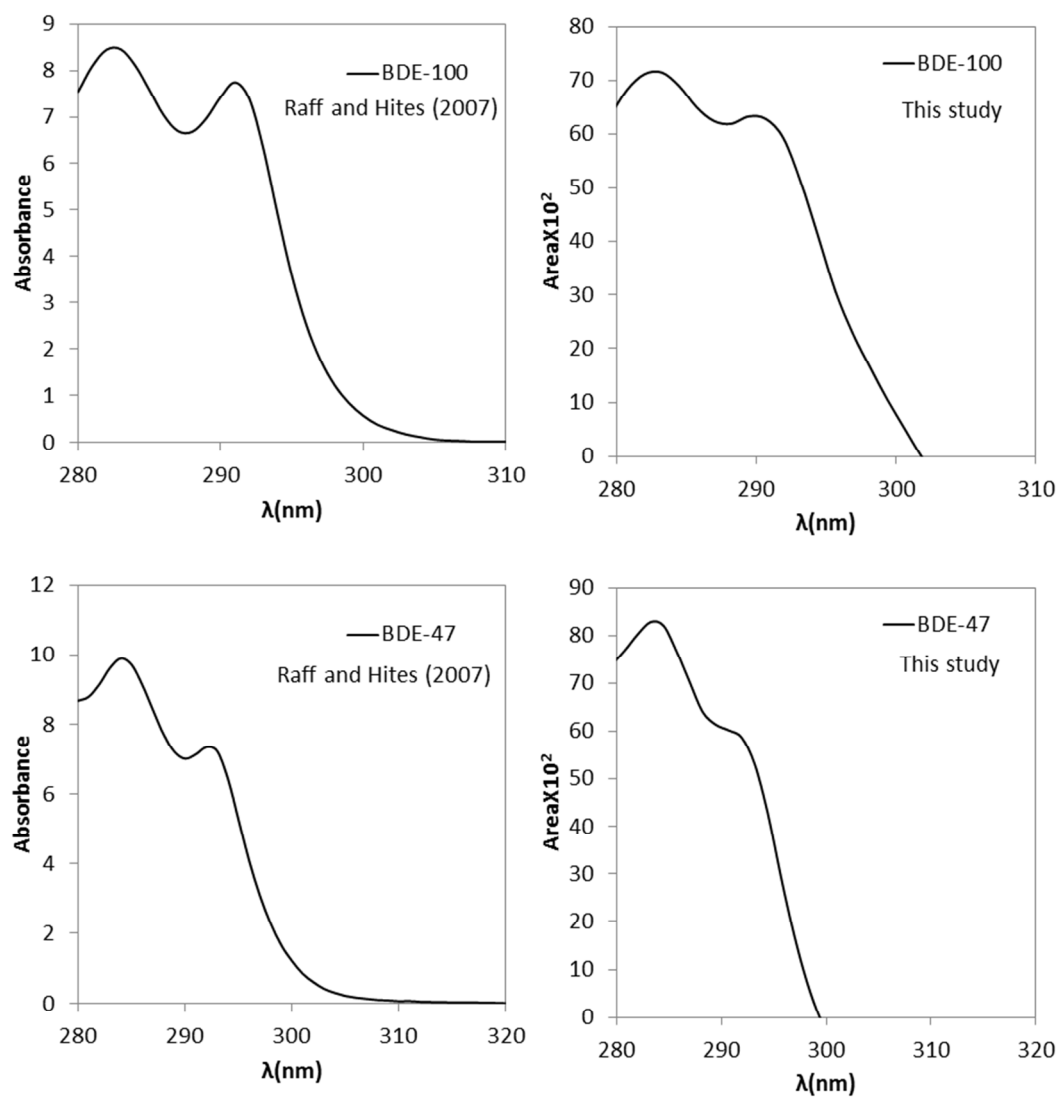 9
8
7
6
5
4
3
2
1
0
Absorbance
BDE-100
Raff and Hites (2007)
280 290 300 310
λ(nm)
80
70
60
50
40
30
20
10
0
AreaX10²
BDE-100
This study
280 290 300 310
λ(nm)
12
10
8
6
4
2
0
Absorbance
BDE-47
Raff and Hites (2007)
280 290 300 310 320
λ(nm)
90
80
70
60
50
40
30
20
10
0
AreaX10²
BDE-47
This study
280 290 300 310 320
λ(nm)